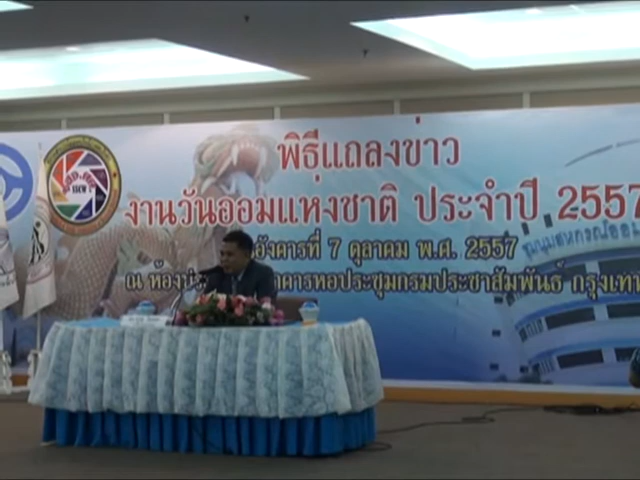 พิธีแถลงข่าว
งานวันออมแห่งชาติ ประจำปี 2557
อังคารที่ 7 ตุลาคม พ.ศ. 2557
ณ ห้อง คารหอประชุมกรมประชาสัมพันธ์ กรุงเทพ